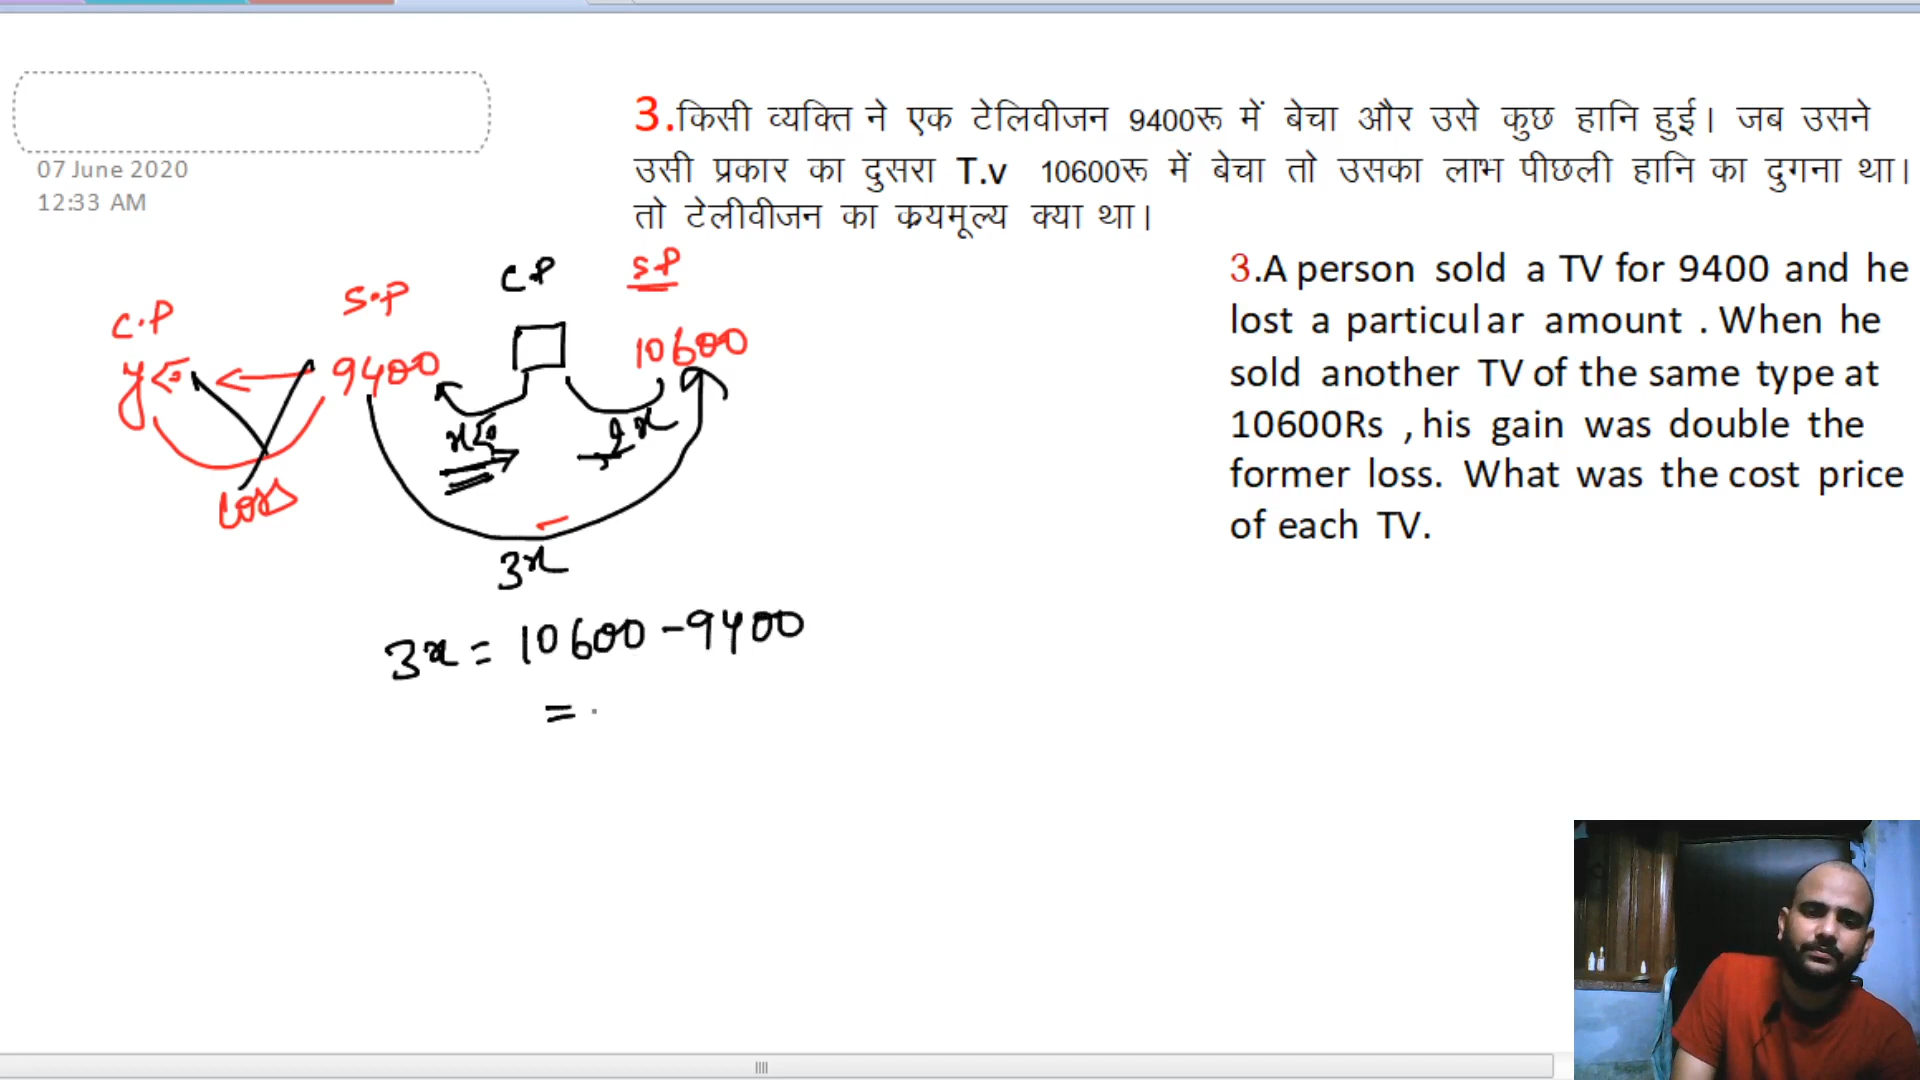 07 June 2020
12:33 AM
3.किसी व्यक्ति ने एक टेलिवीजन 9400रू में बेचा और उसे कुछ हानि हुई। जब उसने
उसी प्रकार का दुसरा T.v 10600रू में बेचा तो उसका लाभ पीछली हानि का दुगना था।
तो टेलीवीजन का क्रयमूल्य क्या था।
3.A person sold a TV for 9400 and he
lost a particular amount . When he
sold another TV of the same type at
10600Rs , his gain was double the
former loss. What was the cost price
of each TV.
C.P S.P CP SP
9400 10600
x 2x
Loss
3x
3x = 10600 - 9400
=